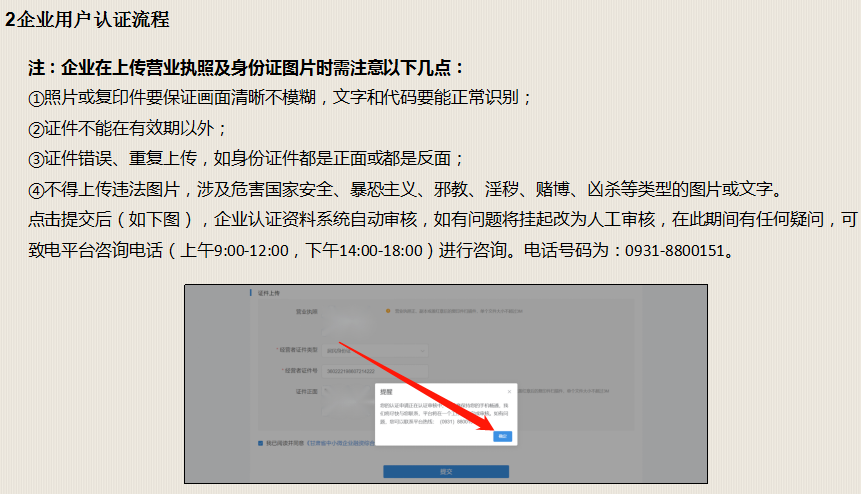 2企业用户认证流程
注：企业在上传营业执照及身份证图片时需注意以下几点：
①照片或复印件要保证画面清晰不模糊，文字和代码要能正常识别；
②证件不能在有效期以外；
③证件错误、重复上传，如身份证件都是正面或都是反面；
④不得上传违法图片，涉及危害国家安全、暴恐主义、邪教、淫秽、赌博、凶杀等类型的图片或文字。
点击提交后（如下图），企业认证资料系统自动审核，如有问题将挂起改为人工审核，在此期间有任何疑问，可
致电平台咨询电话（上午9:00-12:00，下午14:00-18:00）进行咨询。电话号码为：0931-8800151。
证件上传
营业执照
* 经营者证件类型
* 经营者证件号
证件正面
提醒
确认
我已阅读并同意
提交